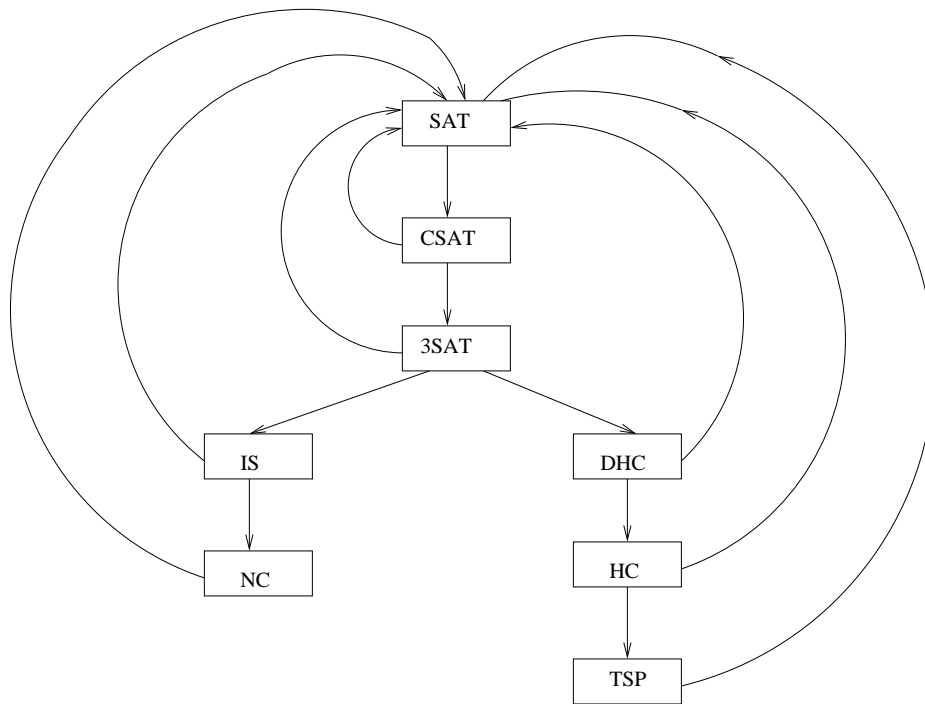 SAT
CSAT
3SAT
IS
DHC
NC
HC
TSP